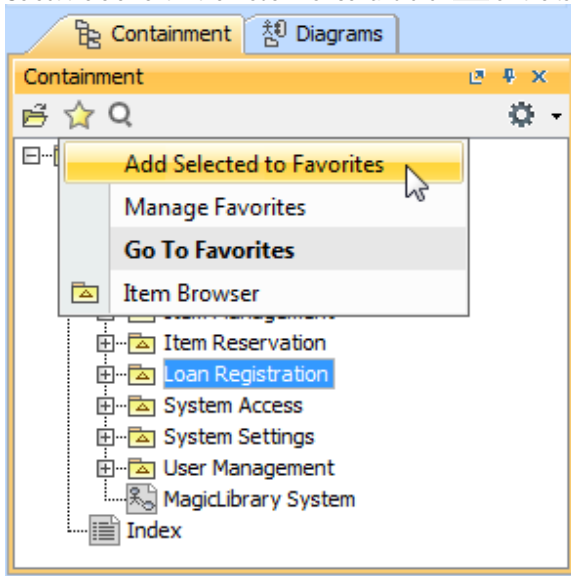 Containment Diagrams
Containment
Add Selected to Favorites
Manage Favorites
Go To Favorites
Item Browser
Item Reservation
Loan Registration
System Access
System Settings
User Management
MagicLibrary System
Index